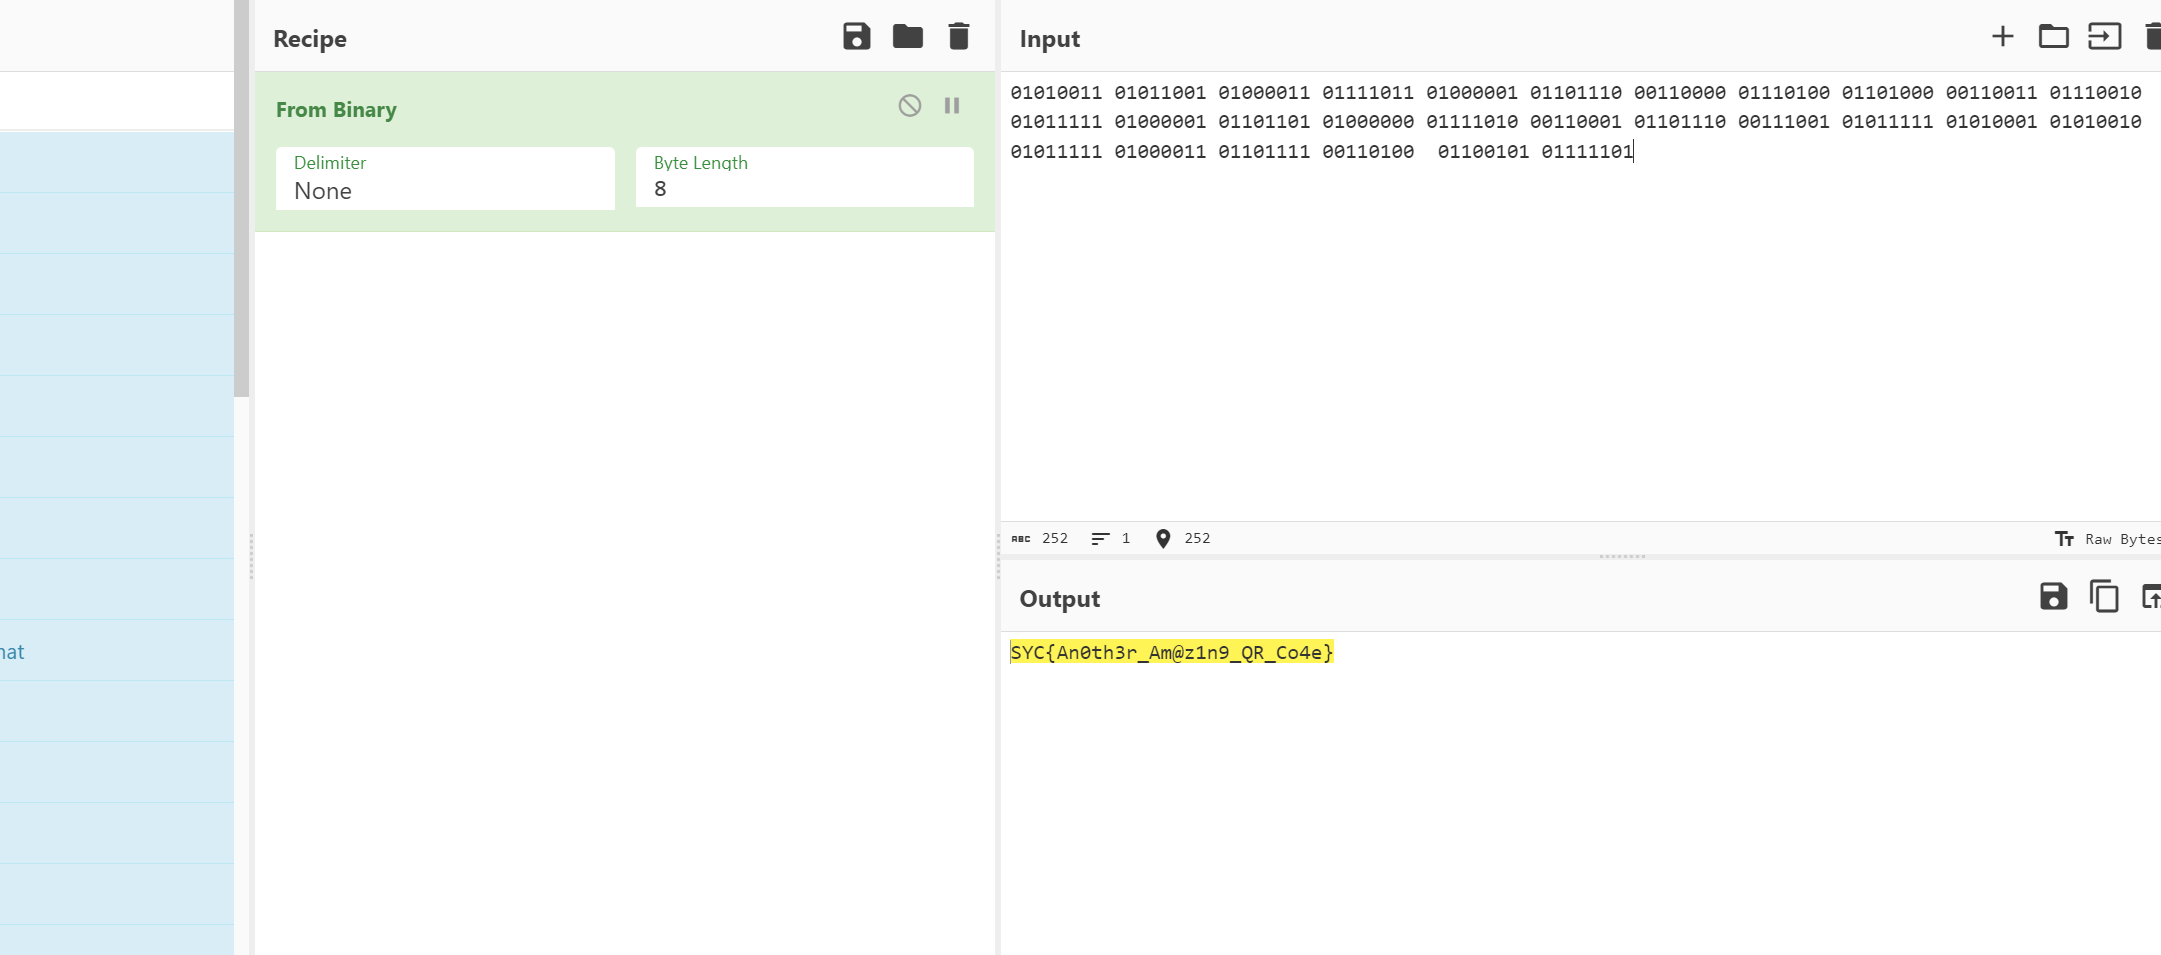 Recipe
From Binary
Delimiter
None
Byte Length
8
Input
01010011 01011001 01000011 01111011 01000001 01101110 00110000 01110100 01101000 00110011 01110010
01011111 01000001 01101101 01000000 01111010 00110001 01101110 00111001 01011111 01010001 01010010
01011111 01000011 01101111 00110100  01100101 01111101
ABC 252 1 252
Tт Raw Bytes
Output
SYC{An0th3r_Am@z1n9_QR_Co4e}